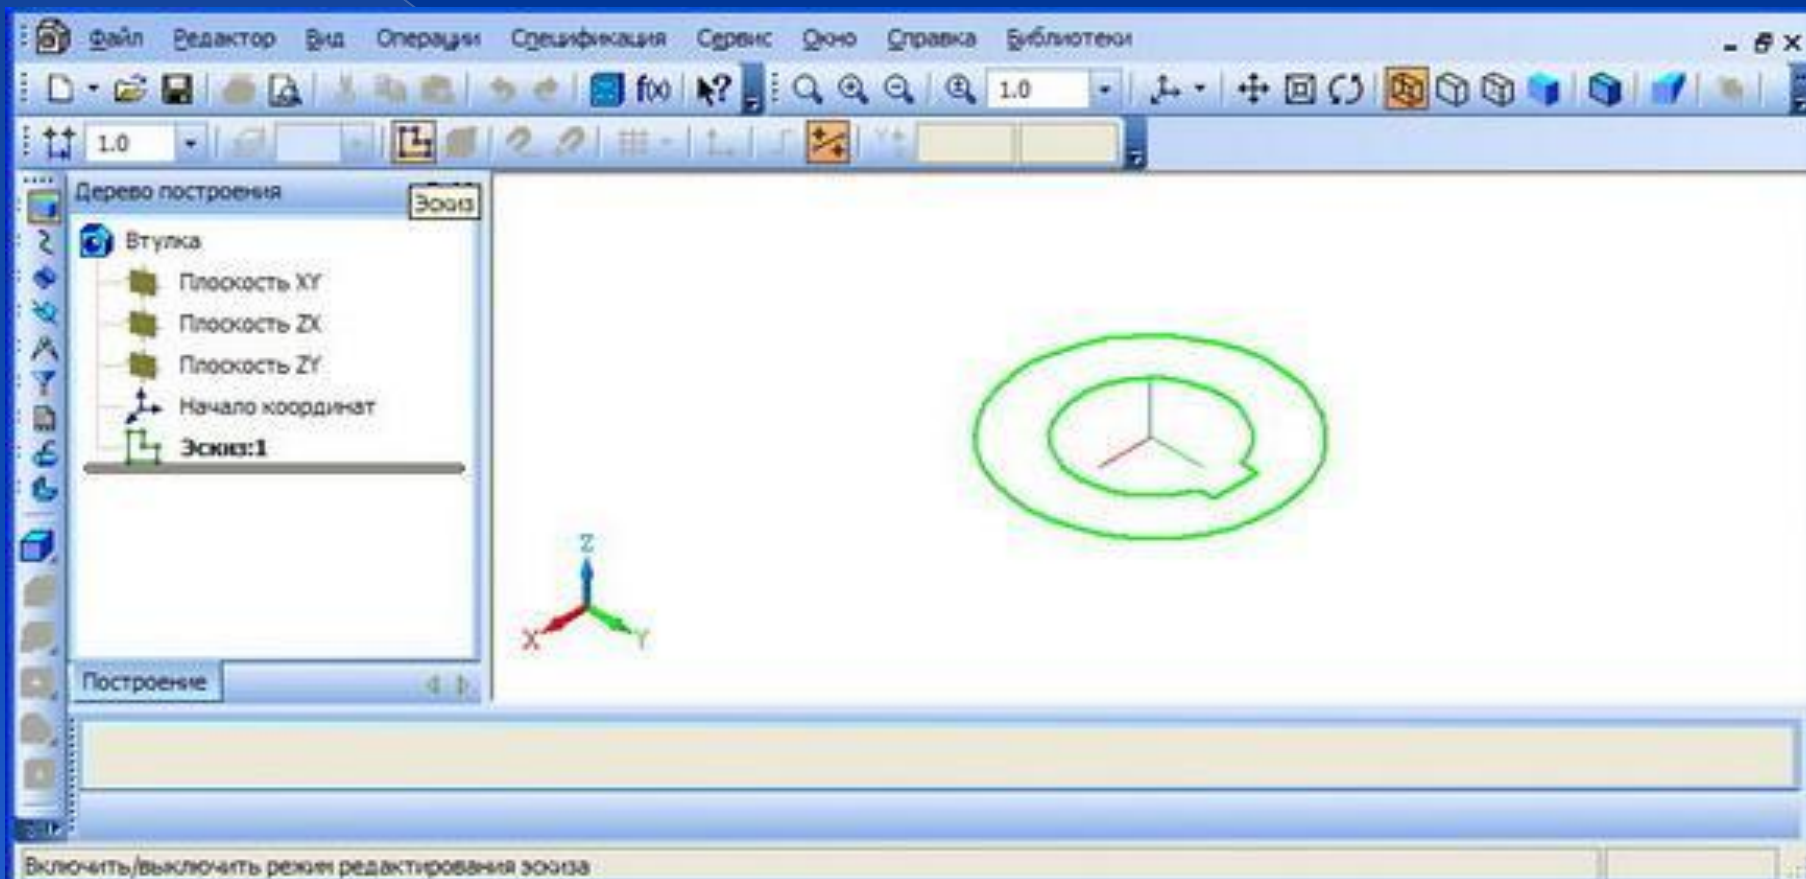 Файл Редактор Вид Операции Спецификация Сервис Окно Справка Библиотеки
f(x) 1.0
1.0
Дерево построения
Эскиз
Втулка
Плоскость XY
Плоскость ZX
Плоскость ZY
Начало координат
Эскиз:1
Z
X Y
Построение
Включить/выключить режим редактирования эскиза